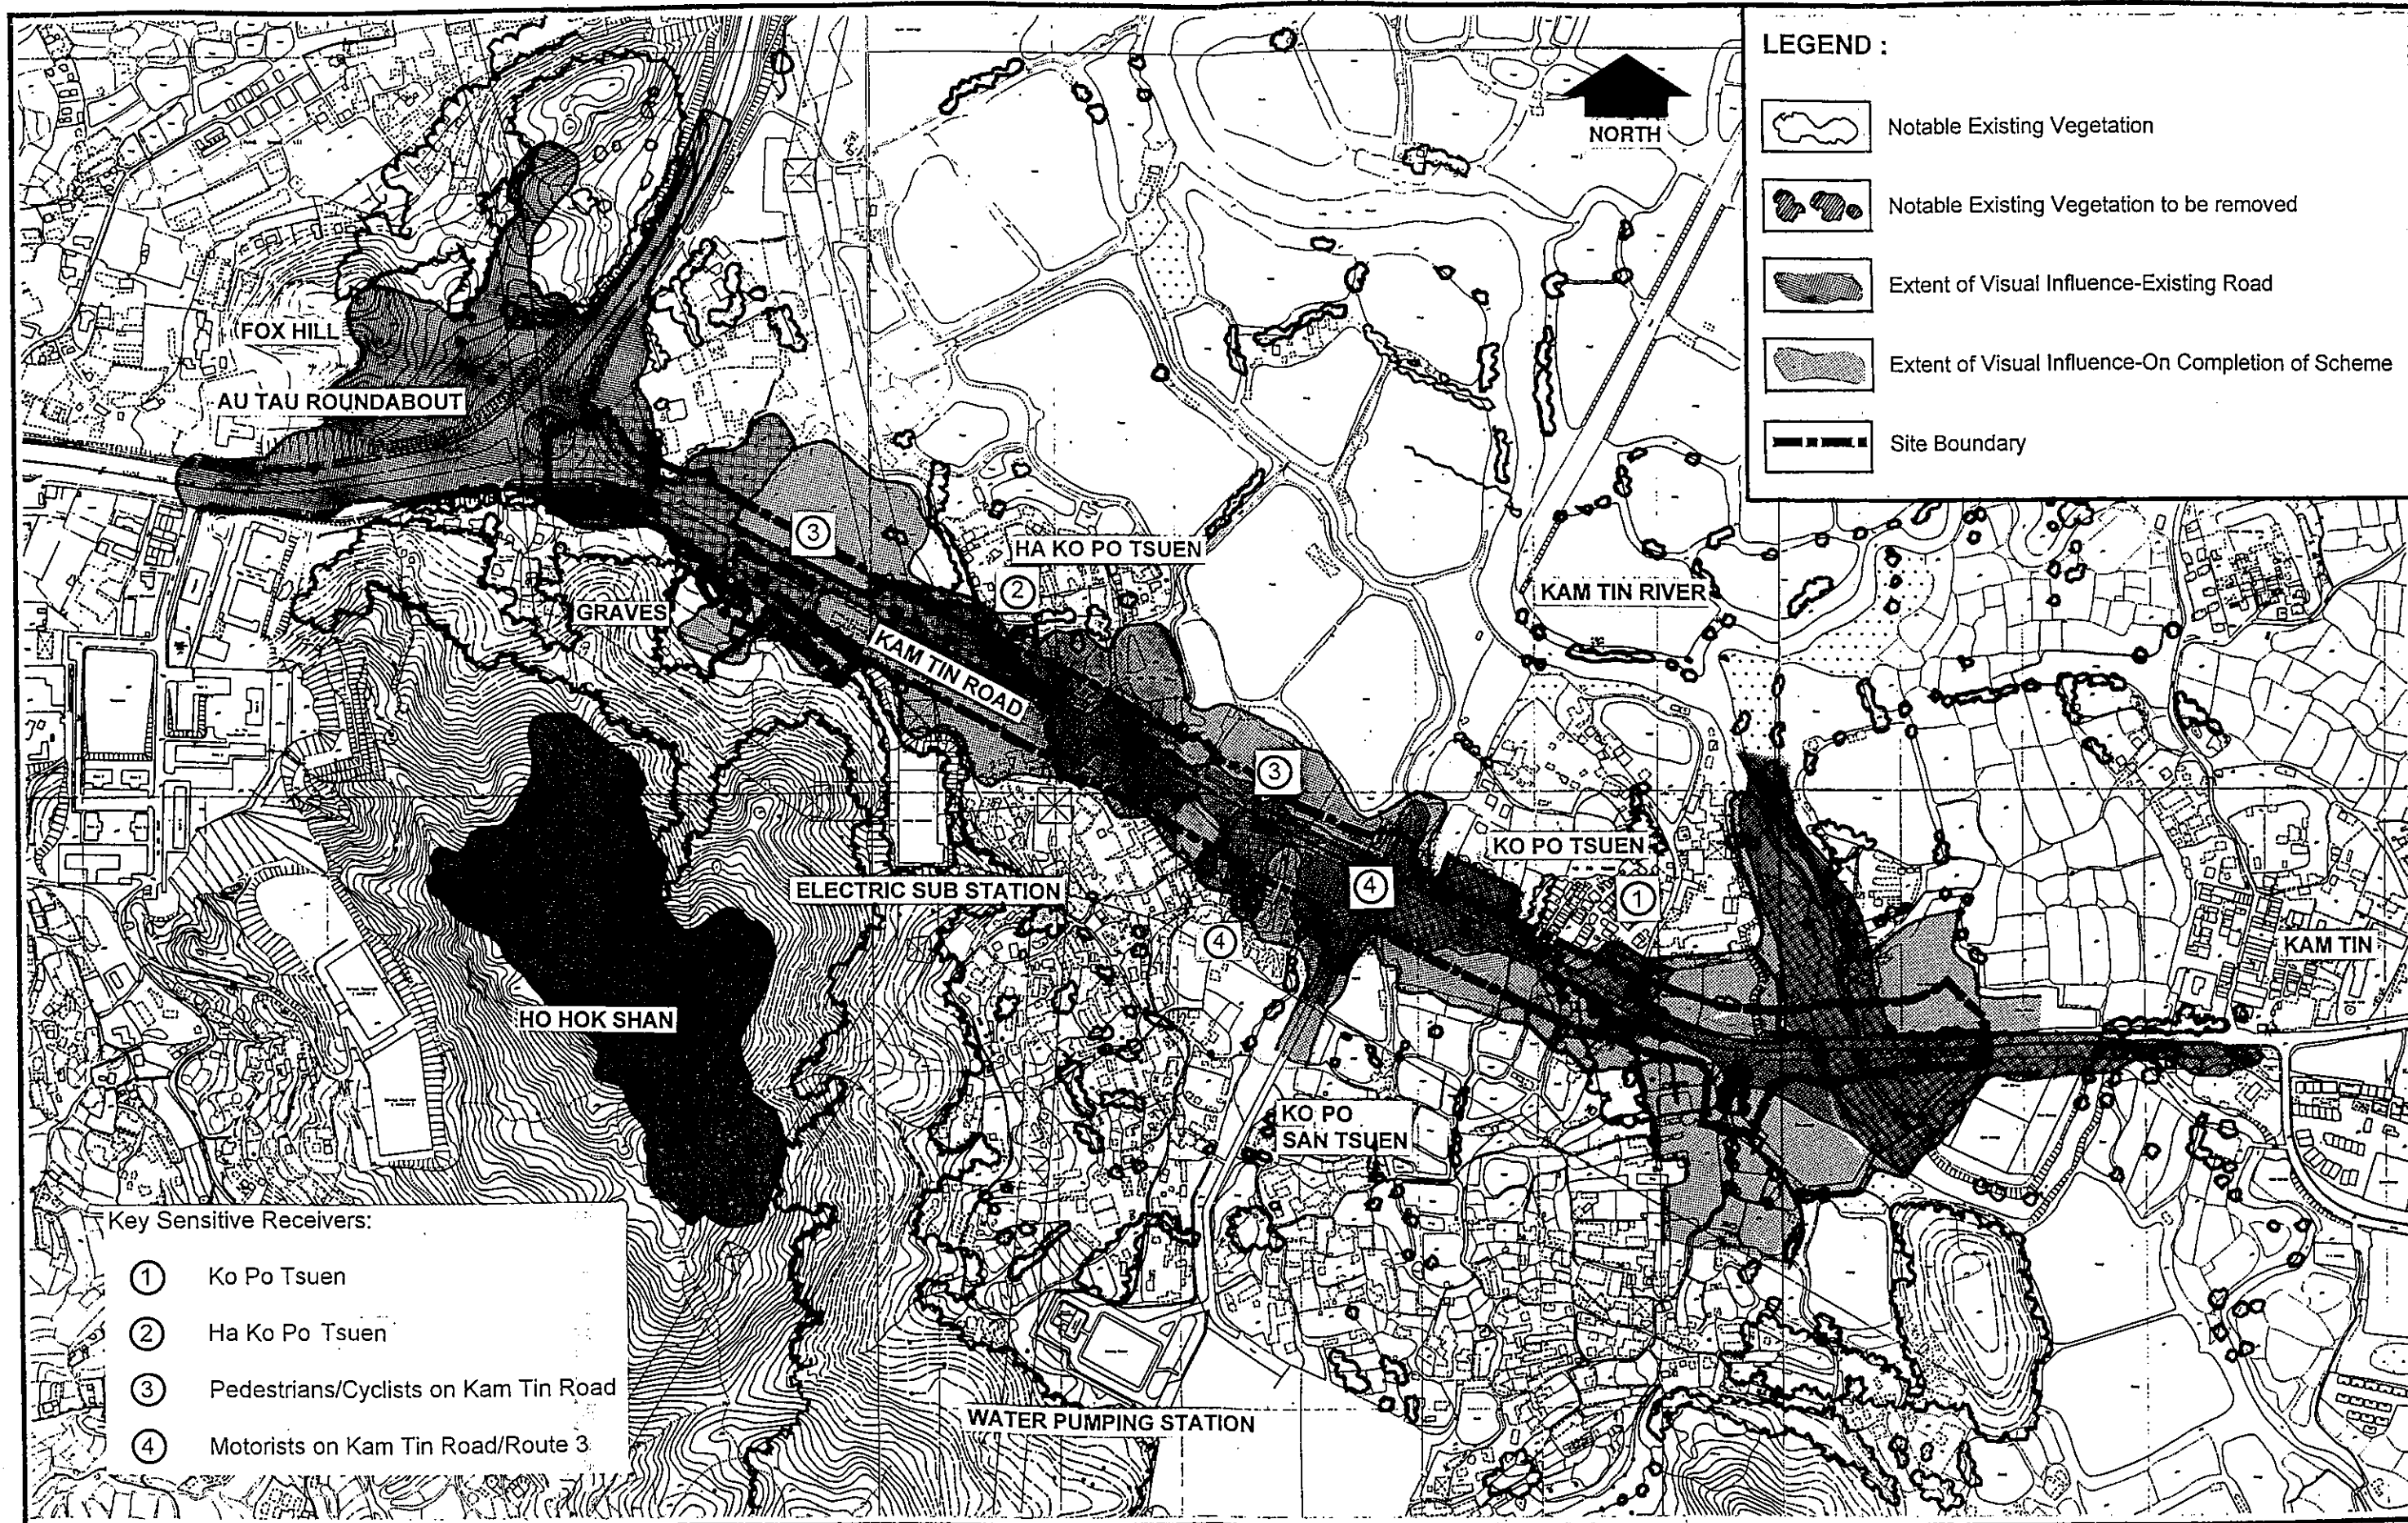 LEGEND :
NORTH
Notable Existing Vegetation
Notable Existing Vegetation to be removed
Extent of Visual Influence-Existing Road
Extent of Visual Influence-On Completion of Scheme
Site Boundary
FOX HILL
AU TAU ROUNDABOUT
3
HA KO PO TSUEN
2
KAM TIN RIVER
GRAVES
KAM TIN ROAD
3
KO PO TSUEN
4
ELECTRIC SUB STATION
1
4
KAM TIN
HO HOK SHAN
KO PO
SAN TSUEN
WATER PUMPING STATION
Key Sensitive Receivers:
1 Ko Po Tsuen
2 Ha Ko Po Tsuen
3 Pedestrians/Cyclists on Kam Tin Road
4 Motorists on Kam Tin Road/Route 3